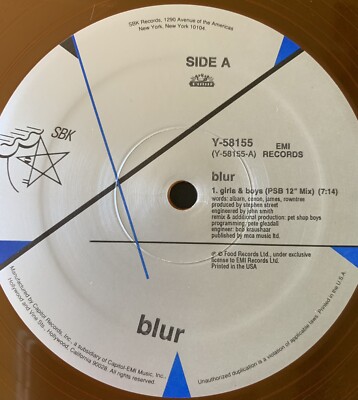 SBK Records, 1290 Avenue of the Americas
New York, New York 10104.
SIDE A
SBK
Y-58155
(Y-58155-A)
EMI
RECORDS
blur
1. girls & boys (PSB 12" Mix) (7:14)
words: albarn, coxon, james, rowntree
produced by stephen street
engineered by john smith
remix & additional production: pet shop boys
programming: pete gleadall
engineer: bob kraushaar
published by mca music ltd.
℗ © Food Records Ltd., under exclusive
license to EMI Records Ltd.
Printed in the USA
blur
Manufactured by Capitol Records, Inc., a subsidiary of Capitol-EMI Music, Inc.,
Hollywood and Vine Sts., Hollywood, California 90028. All rights reserved.
Unauthorized duplication is a violation of applicable laws. Printed in U.S.A.